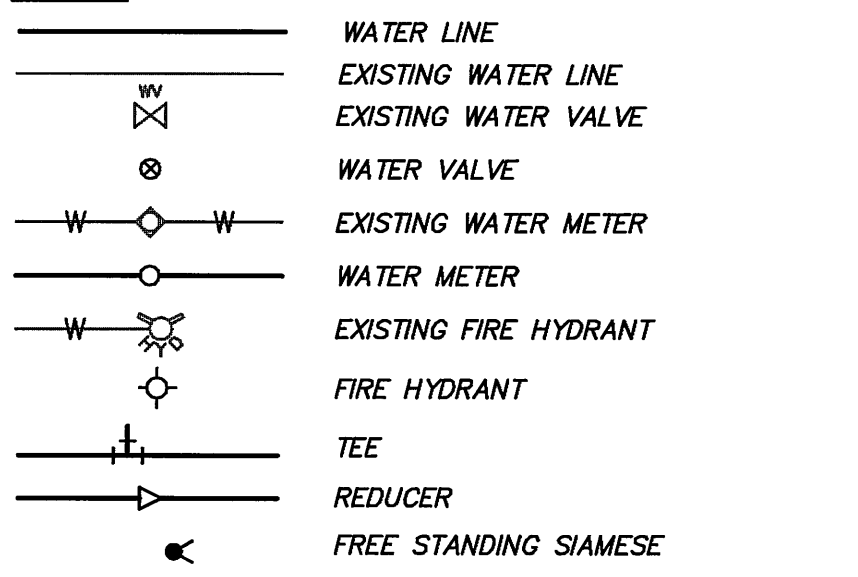 WATER LINE
EXISTING WATER LINE
WV
EXISTING WATER VALVE
WATER VALVE
W W EXISTING WATER METER
WATER METER
W HYD EXISTING FIRE HYDRANT
FIRE HYDRANT
TEE
REDUCER
FREE STANDING SIAMESE